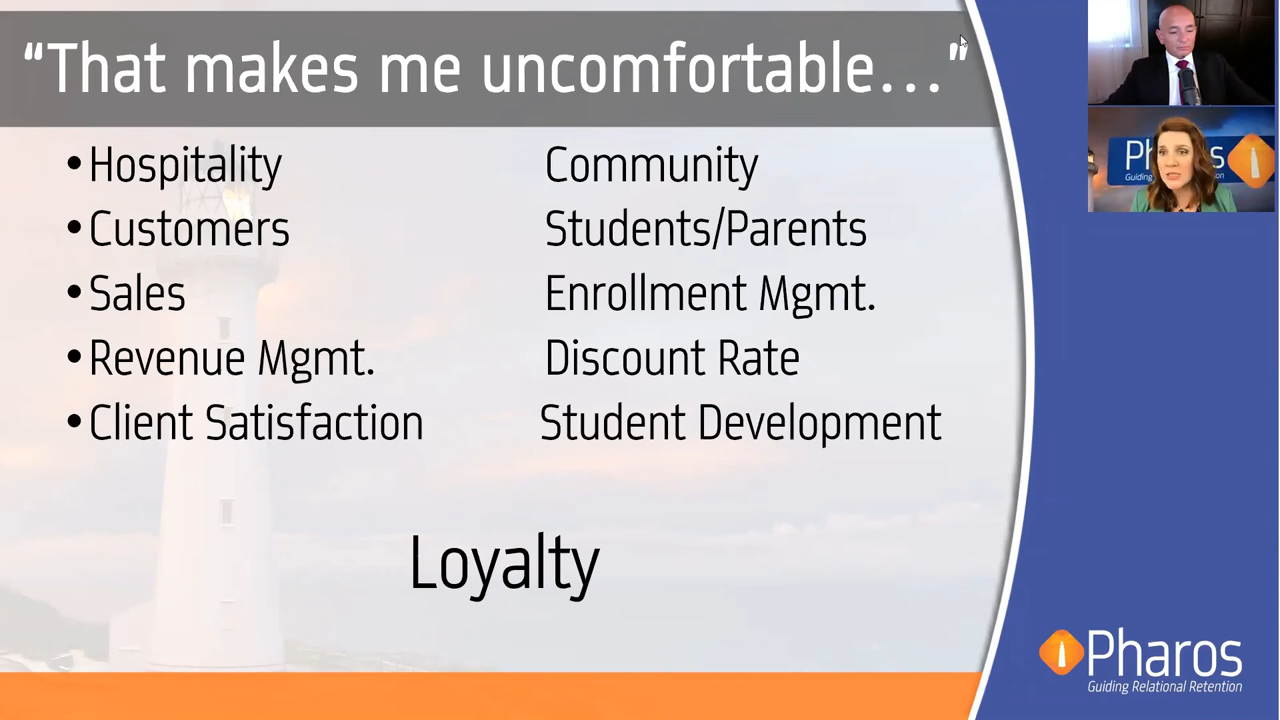 “That makes me uncomfortable…”
•Hospitality Community
•Customers Students/Parents
•Sales Enrollment Mgmt.
•Revenue Mgmt. Discount Rate
•Client Satisfaction Student Development
Loyalty
Pharos
Guiding Relational Retention